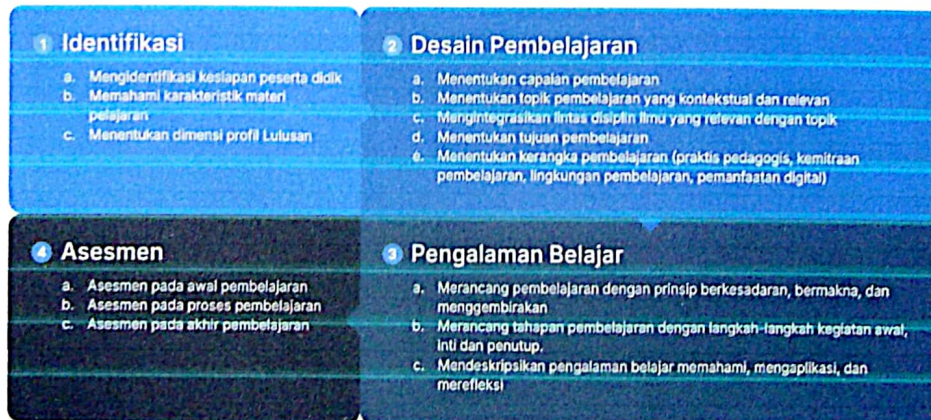 1 Identifikasi
a. Mengidentifikasi kesiapan peserta didik
b. Memahami karakteristik materi
pelajaran
c. Menentukan dimensi profil Lulusan
2 Desain Pembelajaran
a. Menentukan capaian pembelajaran
b. Menentukan topik pembelajaran yang kontekstual dan relevan
c. Mengintegrasikan lintas disiplin ilmu yang relevan dengan topik
d. Menentukan tujuan pembelajaran
e. Menentukan kerangka pembelajaran (praktis pedagogis, kemitraan
pembelajaran, lingkungan pembelajaran, pemanfaatan digital)
4 Asesmen
a. Asesmen pada awal pembelajaran
b. Asesmen pada proses pembelajaran
c. Asesmen pada akhir pembelajaran
3 Pengalaman Belajar
a. Merancang pembelajaran dengan prinsip berkesadaran, bermakna, dan
menggembirakan
b. Merancang tahapan pembelajaran dengan langkah-langkah kegiatan awal,
inti dan penutup.
c. Mendeskripsikan pengalaman belajar memahami, mengaplikasi, dan
merefleksi